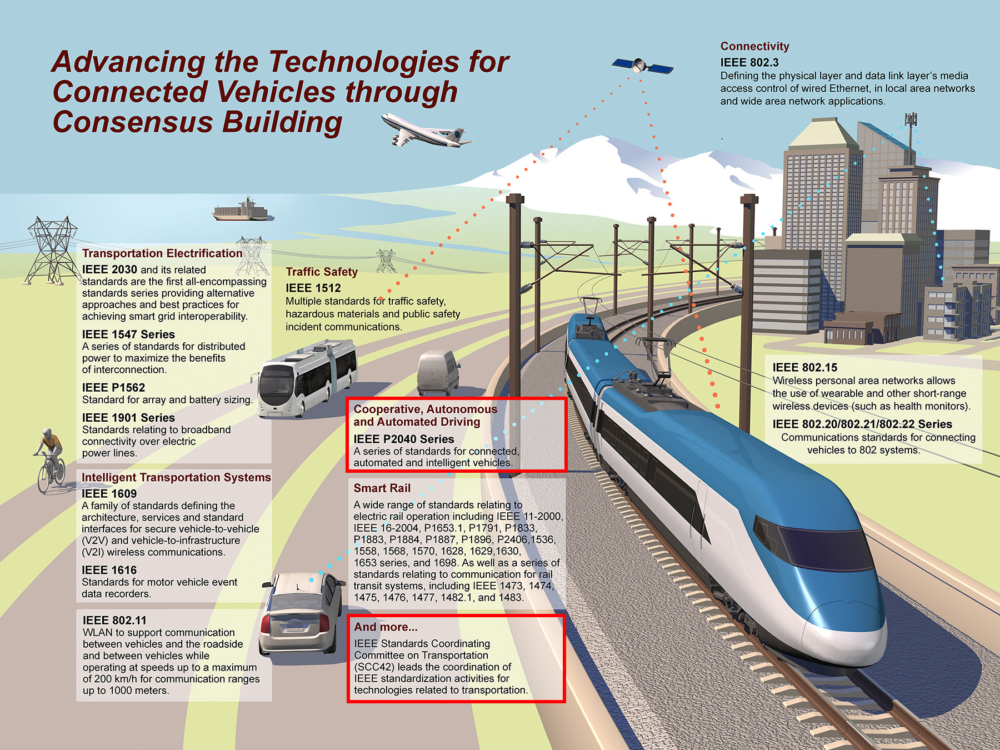 Advancing the Technologies for
Connected Vehicles through
Consensus Building
Connectivity
IEEE 802.3
Defining the physical layer and data link layer's media
access control of wired Ethernet, in local area networks
and wide area network applications.
Transportation Electrification
IEEE 2030 and its related
standards are the first all-encompassing
standards series providing alternative
approaches and best practices for
achieving smart grid interoperability.
IEEE 1547 Series
A series of standards for distributed
power to maximize the benefits
of interconnection.
IEEE P1562
Standard for array and battery sizing.
IEEE 1901 Series
Standards relating to broadband
connectivity over electric
power lines.
Traffic Safety
IEEE 1512
Multiple standards for traffic safety,
hazardous materials and public safety
incident communications.
IEEE 802.15
Wireless personal area networks allows
the use of wearable and other short-range
wireless devices (such as health monitors).
IEEE 802.20/802.21/802.22 Series
Communications standards for connecting
vehicles to 802 systems.
Cooperative, Autonomous
and Automated Driving
IEEE P2040 Series
A series of standards for connected,
automated and intelligent vehicles.
Intelligent Transportation Systems
IEEE 1609
A family of standards defining the
architecture, services and standard
interfaces for secure vehicle-to-vehicle
(V2V) and vehicle-to-infrastructure
(V2I) wireless communications.
IEEE 1616
Standards for motor vehicle event
data recorders.
IEEE 802.11
WLAN to support communication
between vehicles and the roadside
and between vehicles while
operating at speeds up to a maximum
of 200 km/h for communication ranges
up to 1000 meters.
Smart Rail
A wide range of standards relating to
electric rail operation including IEEE 11-2000,
IEEE 16-2004, P1653.1, P1791, P1833,
P1883, P1884, P1887, P1896, P2406,1536,
1558, 1568, 1570, 1628, 1629,1630,
1653 series, and 1698. As well as a series of
standards relating to communication for rail
transit systems, including IEEE 1473, 1474,
1475, 1476, 1477, 1482.1, and 1483.
And more...
IEEE Standards Coordinating
Committee on Transportation
(SCC42) leads the coordination of
IEEE standardization activities for
technologies related to transportation.